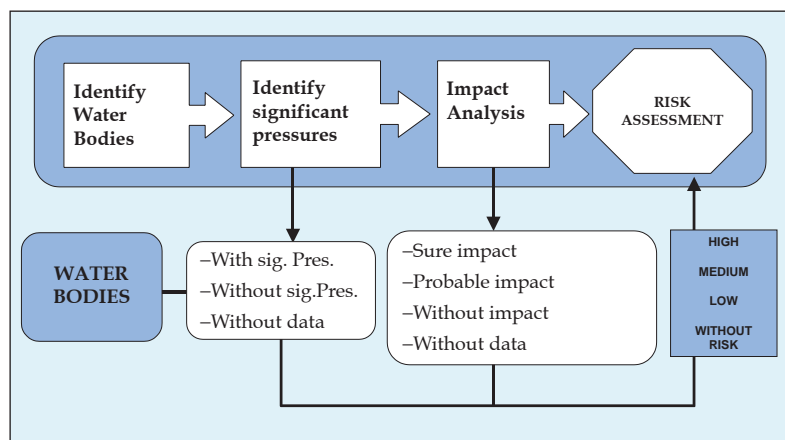 Identify
Water
Bodies
Identify
significant
pressures
Impact
Analysis
RISK
ASSESSMENT
WATER
BODIES
–With sig. Pres.
–Without sig.Pres.
–Without data
–Sure impact
–Probable impact
–Without impact
–Without data
HIGH
MEDIUM
LOW
WITHOUT
RISK